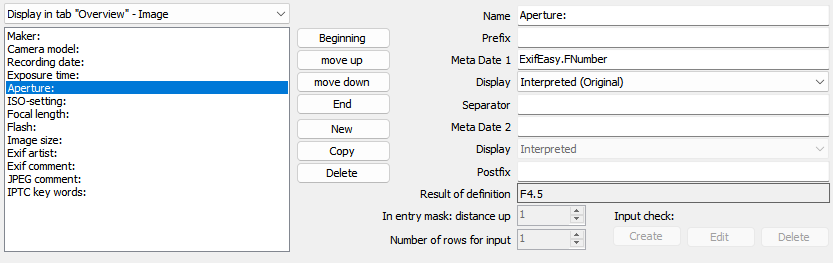 Display in tab "Overview" - Image
Maker:
Camera model:
Recording date:
Exposure time:
Aperture:
ISO-setting:
Focal length:
Flash:
Image size:
Exif artist:
Exif comment:
JPEG comment:
IPTC key words:
Beginning
move up
move down
End
New
Copy
Delete
Name Aperture:
Prefix
Meta Date 1 ExifEasy.FNumber
Display Interpreted (Original)
Separator
Meta Date 2
Display Interpreted
Postfix
Result of definition F4.5
In entry mask: distance up 1 Input check:
Number of rows for input 1 Create Edit Delete